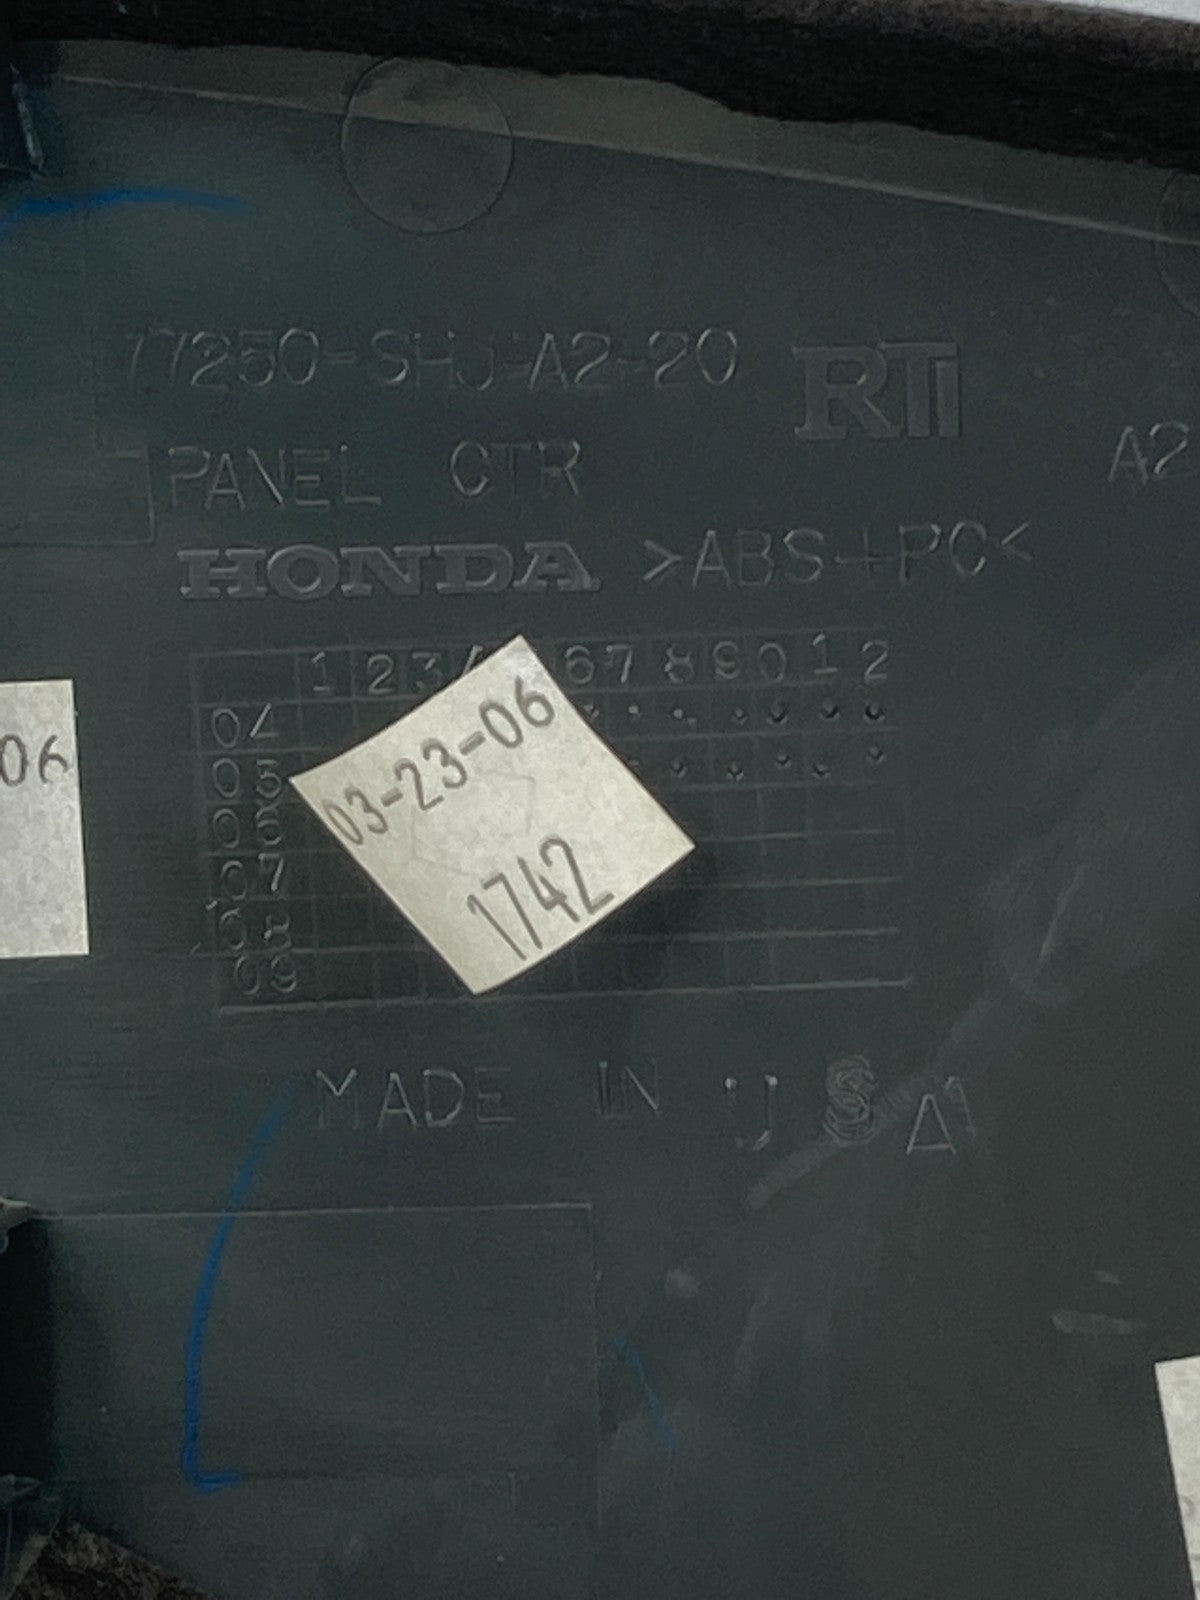 77250-SHJ-A2-20 RTi
A2
PANEL CTR
HONDA >ABS+PC<
1 2 3 4 6 7 8 9 0 1 2
04
05
06
07
08
09
03-23-06
1742
06
MADE IN U S A